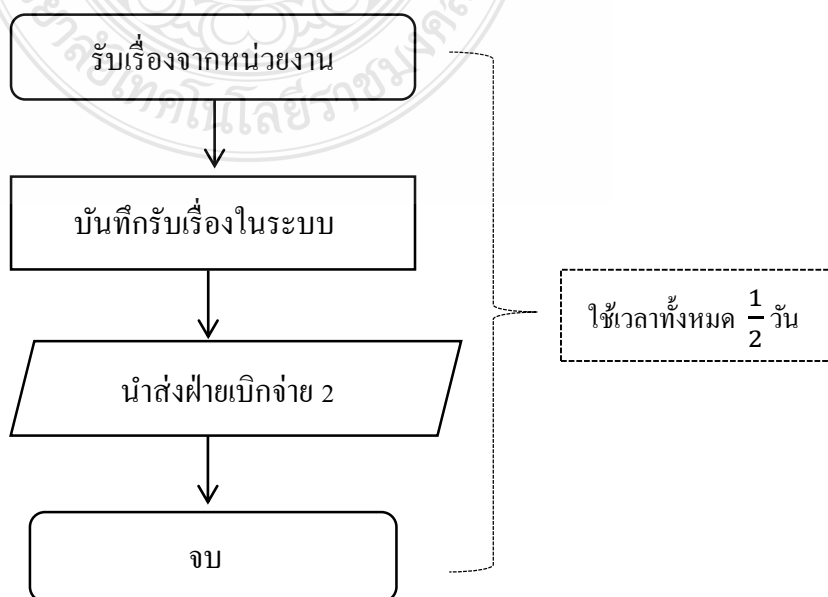 รับเรื่องจากหน่วยงาน
บันทึกรับเรื่องในระบบ
ใช้เวลาทั้งหมด 1/2 วัน
นำส่งฝ่ายเบิกจ่าย 2
จบ